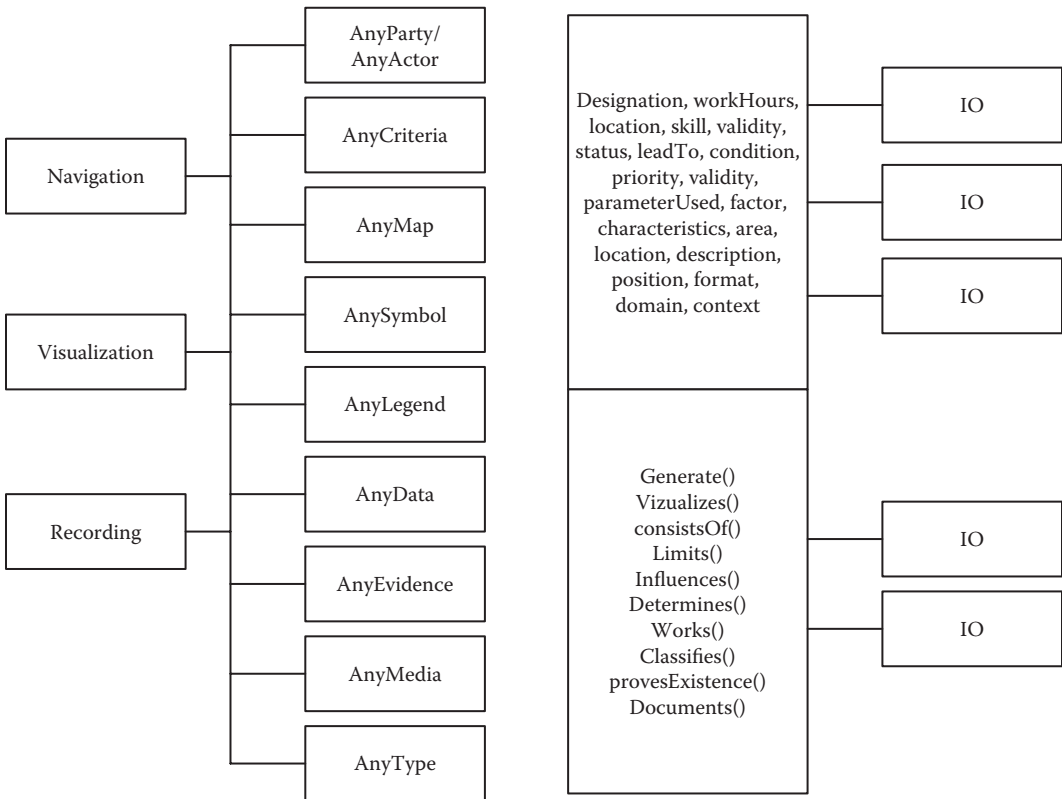 Navigation
Visualization
Recording
AnyParty/
AnyActor
AnyCriteria
AnyMap
AnySymbol
AnyLegend
AnyData
AnyEvidence
AnyMedia
AnyType
Designation, workHours,
location, skill, validity,
status, leadTo, condition,
priority, validity,
parameterUsed, factor,
characteristics, area,
location, description,
position, format,
domain, context
Generate()
Vizualizes()
consistsOf()
Limits()
Influences()
Determines()
Works()
Classifies()
provesExistence()
Documents()
IO
IO
IO
IO
IO